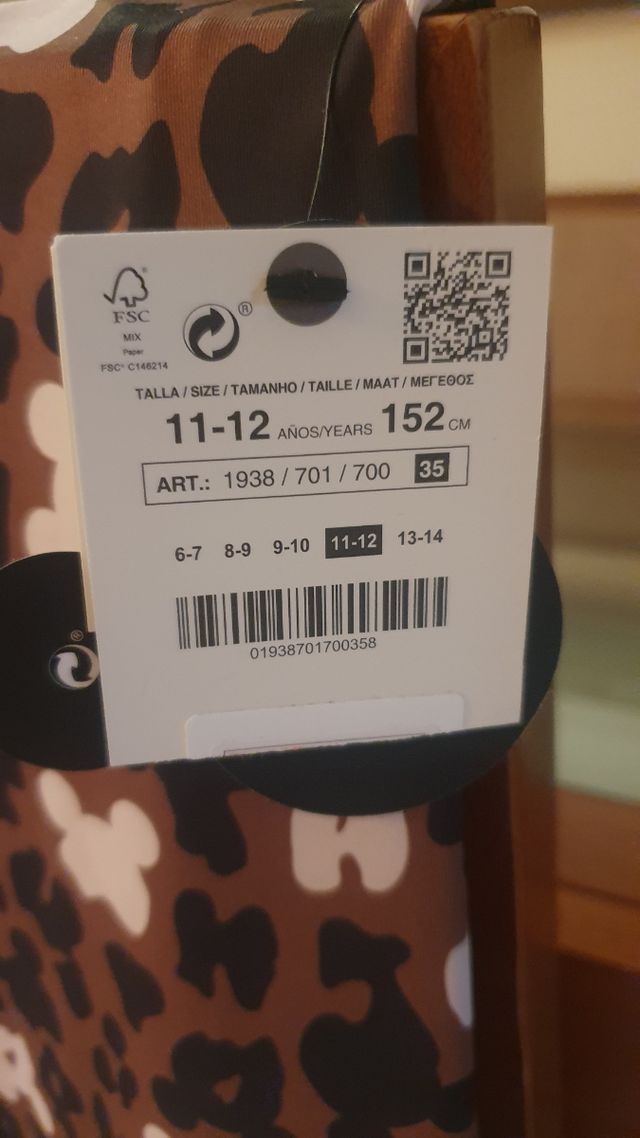 FSC
MIX
Paper
FSC® C146214
®
TALLA / SIZE / TAMANHO / TAILLE / MAAT / ΜΕΓΕΘΟΣ
11-12 AÑOS/YEARS 152 CM
ART.: 1938 / 701 / 700 35
6-7 8-9 9-10 11-12 13-14
01938701700358
®